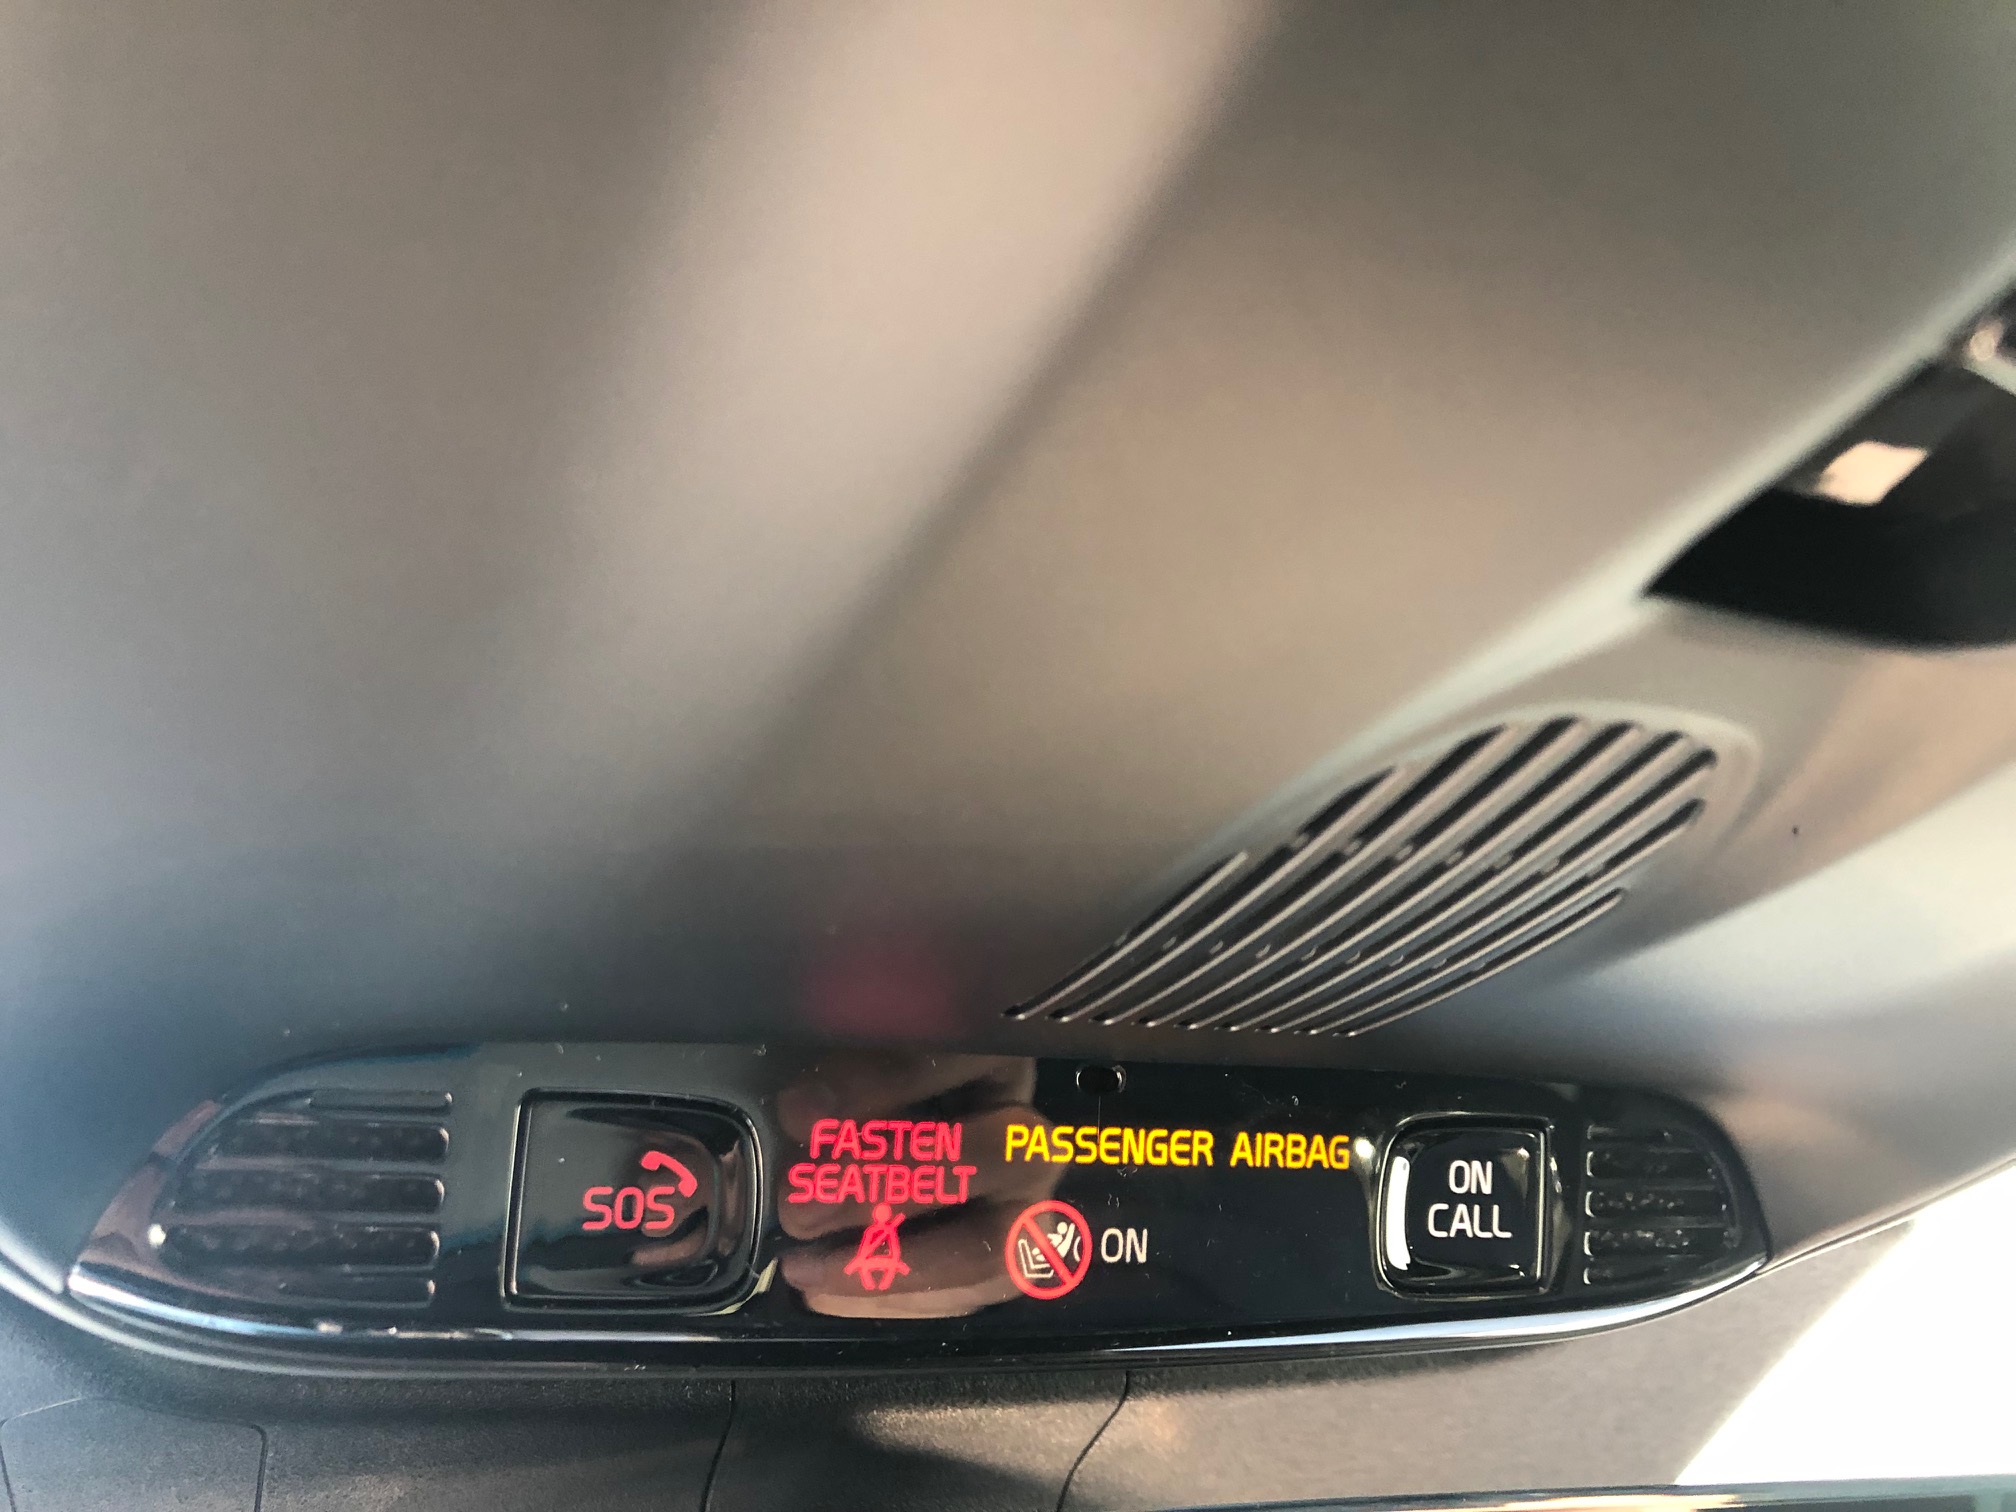 SOS
FASTEN
SEATBELT
PASSENGER AIRBAG
ON
ON
CALL